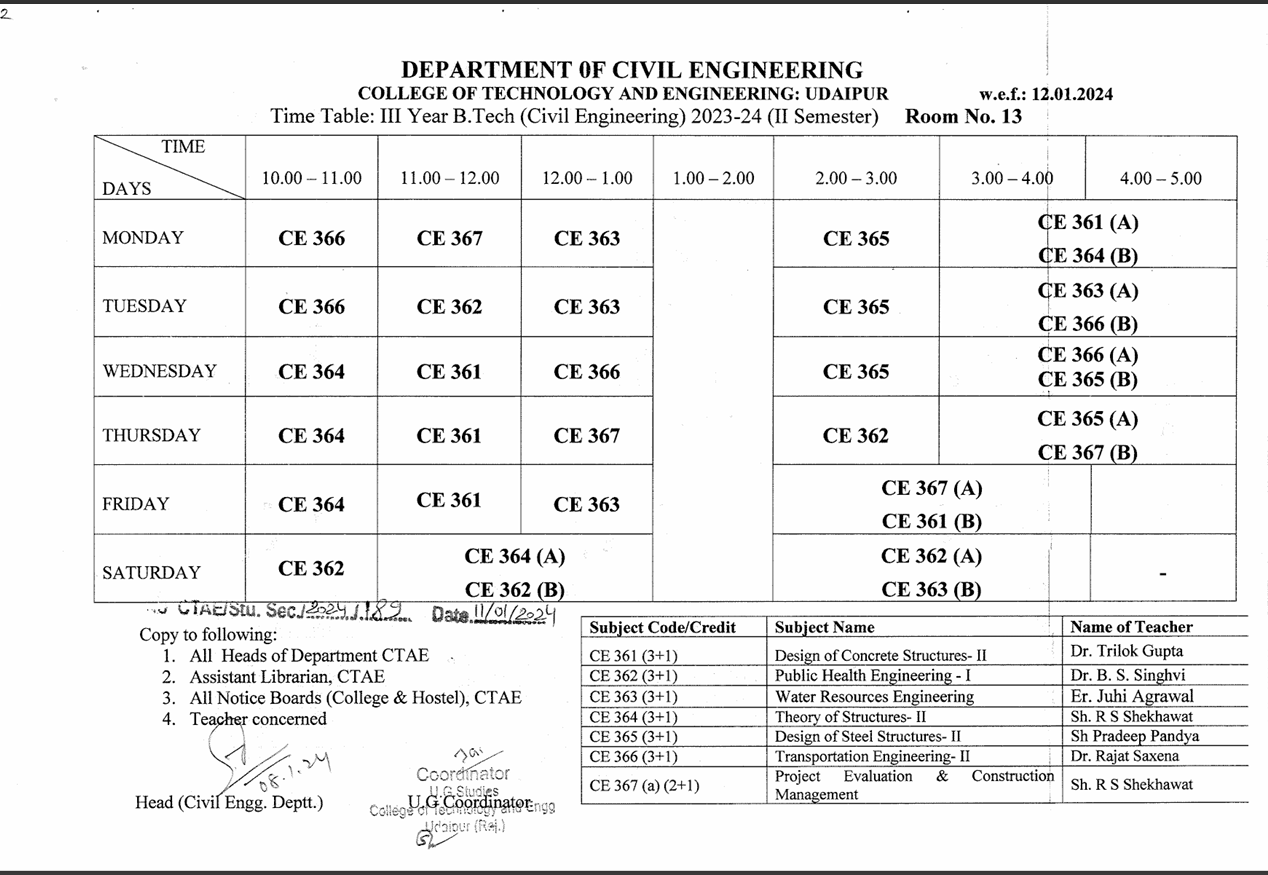 2
DEPARTMENT 0F CIVIL ENGINEERING
COLLEGE OF TECHNOLOGY AND ENGINEERING: UDAIPUR w.e.f.: 12.01.2024
Time Table: III Year B.Tech (Civil Engineering) 2023-24 (II Semester) Room No. 13
TIME
DAYS 10.00 – 11.00 11.00 – 12.00 12.00 – 1.00 1.00 – 2.00 2.00 – 3.00 3.00 – 4.00 4.00 – 5.00
MONDAY CE 366 CE 367 CE 363 CE 365 CE 361 (A)
CE 364 (B)
TUESDAY CE 366 CE 362 CE 363 CE 365 CE 363 (A)
CE 366 (B)
WEDNESDAY CE 364 CE 361 CE 366 CE 365 CE 366 (A)
CE 365 (B)
THURSDAY CE 364 CE 361 CE 367 CE 362 CE 365 (A)
CE 367 (B)
FRIDAY CE 364 CE 361 CE 363 CE 367 (A)
CE 361 (B)
SATURDAY CE 362 CE 364 (A) CE 362 (A) -
CE 362 (B) CE 363 (B)
CTAE/Stu. Sec./2024/189 Date 11/01/2024
Copy to following:
1. All Heads of Department CTAE
2. Assistant Librarian, CTAE
3. All Notice Boards (College & Hostel), CTAE
4. Teacher concerned
08.1.24
Head (Civil Engg. Deptt.)
Coordinator
U.G.Studies
U.G Coordinator
College of Technology and Engg
Udaipur (Raj.)
Subject Code/Credit Subject Name Name of Teacher
CE 361 (3+1) Design of Concrete Structures- II Dr. Trilok Gupta
CE 362 (3+1) Public Health Engineering - I Dr. B. S. Singhvi
CE 363 (3+1) Water Resources Engineering Er. Juhi Agrawal
CE 364 (3+1) Theory of Structures- II Sh. R S Shekhawat
CE 365 (3+1) Design of Steel Structures- II Sh Pradeep Pandya
CE 366 (3+1) Transportation Engineering- II Dr. Rajat Saxena
CE 367 (a) (2+1) Project Evaluation & Construction Sh. R S Shekhawat
Management